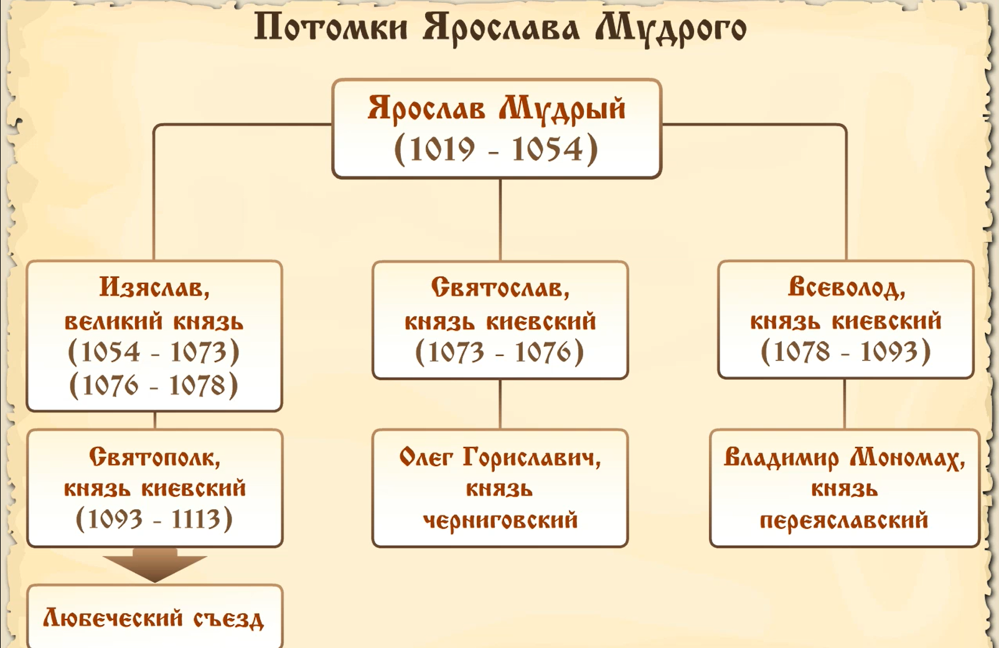 Потомки Ярослава Мудрого
Ярослав Мудрый
(1019 - 1054)
Изяслав,
великий князь
(1054 - 1073)
(1076 - 1078)
Святослав,
князь киевский
(1073 - 1076)
Всеволод,
князь киевский
(1078 - 1093)
Святополк,
князь киевский
(1093 - 1113)
Олег Гориславич,
князь
черниговский
Владимир Мономах,
князь
переяславский
Любеческий съезд